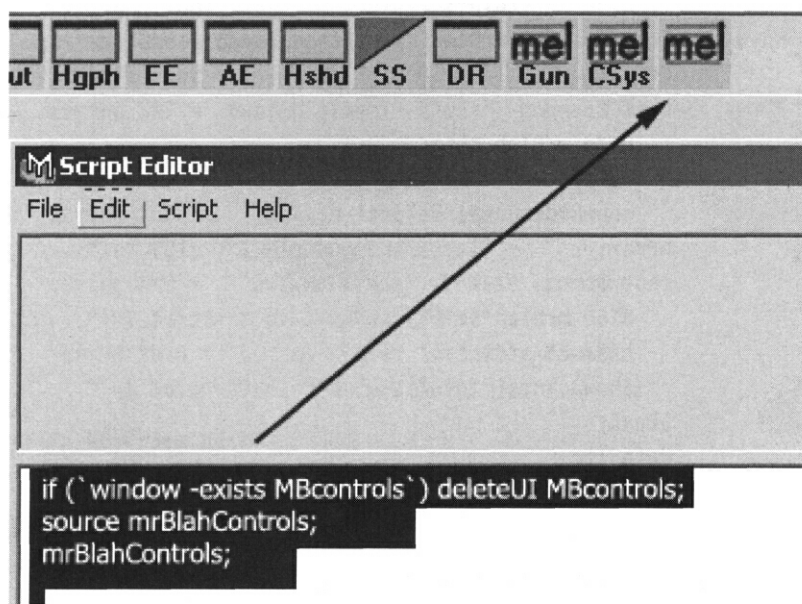 mel mel mel
ut Hgph EE AE Hshd SS DR Gun CSys
Script Editor
File Edit Script Help
if (`window -exists MBcontrols`) deleteUI MBcontrols;
source mrBlahControls;
mrBlahControls;